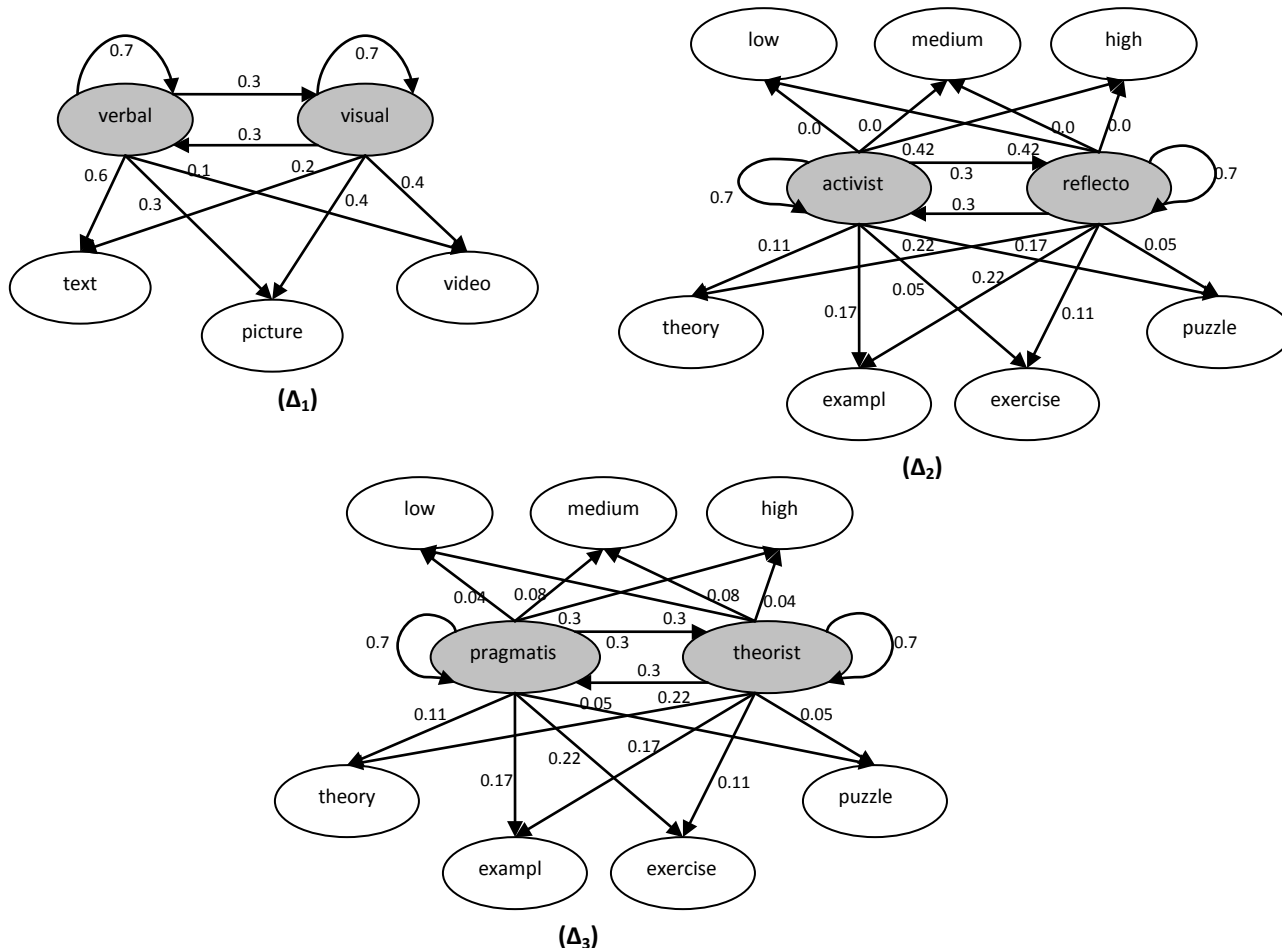 0.7
0.7
0.3
verbal
visual
0.3
0.6
0.1
0.2
0.4
0.3
0.4
text
picture
video
(Δ₁)
low
medium
high
0.0
0.0
0.0
0.0
0.42
0.42
0.3
activist
reflecto
0.7
0.7
0.3
0.11
0.22
0.17
0.05
0.22
0.05
0.17
0.11
theory
puzzle
exampl
exercise
(Δ₂)
low
medium
high
0.04
0.08
0.08
0.04
0.3
0.3
0.3
pragmatis
theorist
0.7
0.7
0.3
0.11
0.05
0.22
0.05
0.17
0.22
0.17
0.11
theory
puzzle
exampl
exercise
(Δ₃)